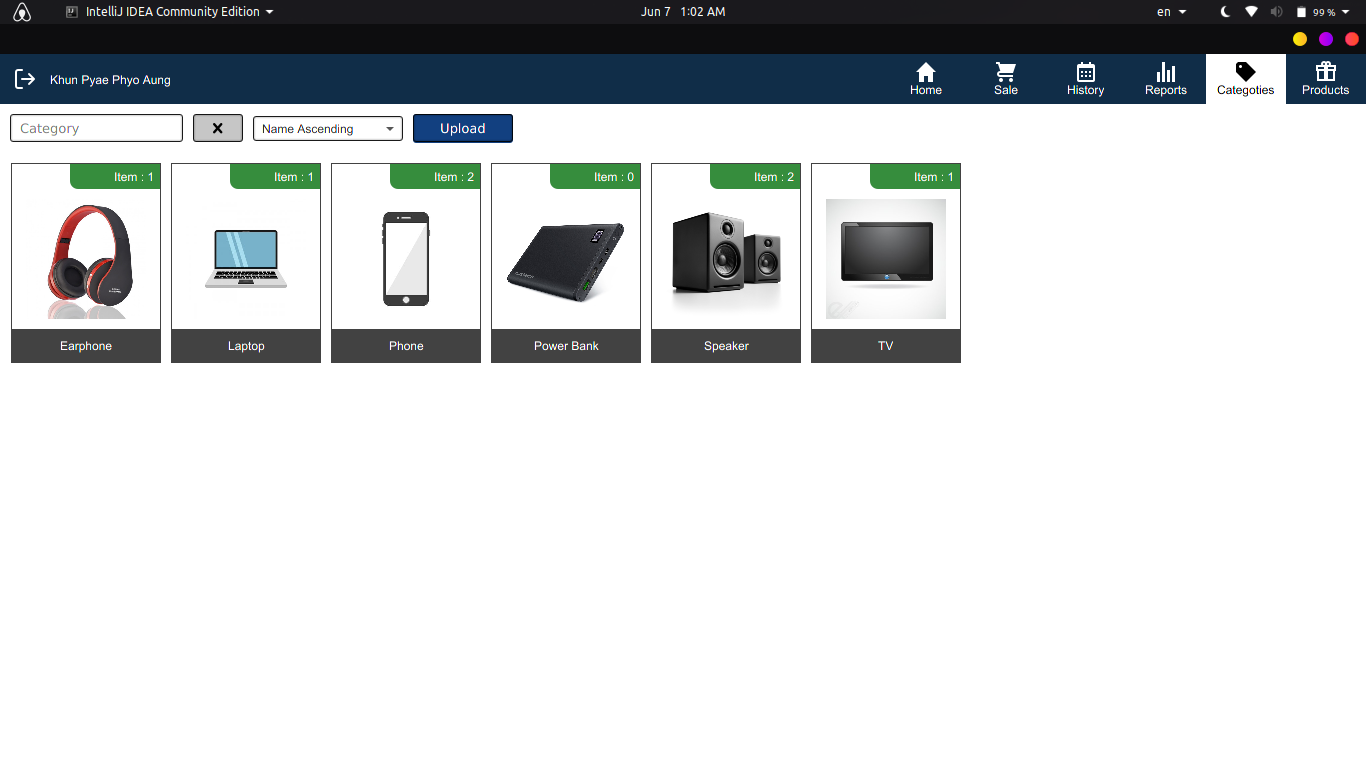 IntelliJ IDEA Community Edition Jun 7 1:02 AM en 99 %
Khun Pyae Phyo Aung Home Sale History Reports Categoties Products
Category Name Ascending Upload
Item : 1 Item : 1 Item : 2 Item : 0 Item : 2 Item : 1
Earphone Laptop Phone Power Bank Speaker TV